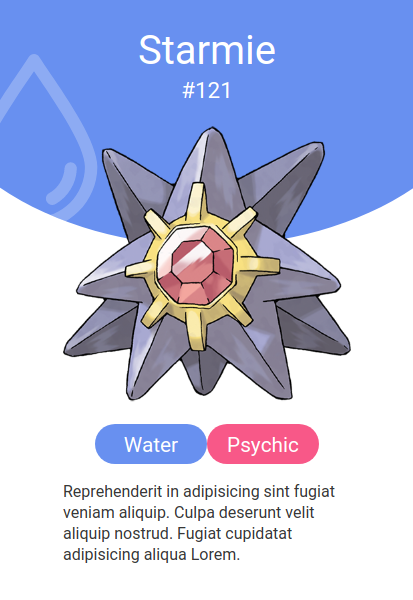 Starmie
#121
Water
Psychic
Reprehenderit in adipisicing sint fugiat
veniam aliquip. Culpa deserunt velit
aliquip nostrud. Fugiat cupidatat
adipisicing aliqua Lorem.